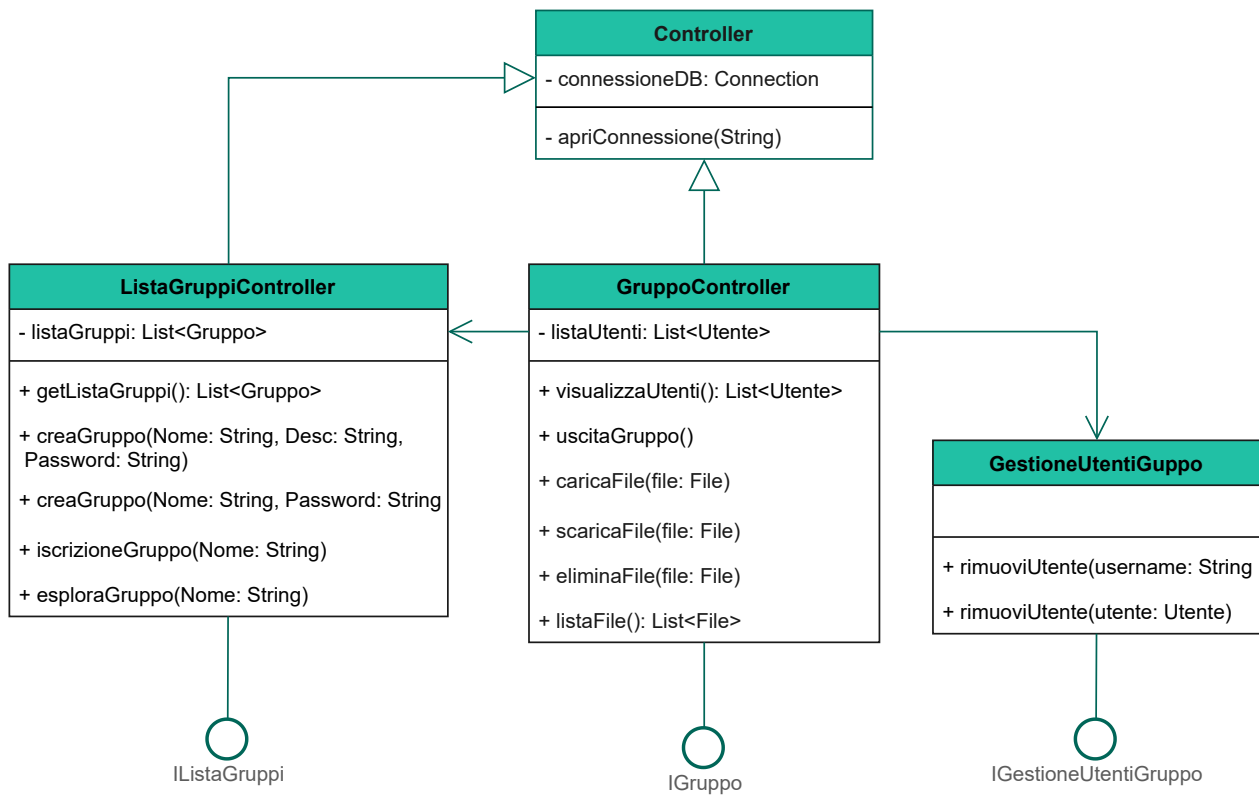 Controller
- connessioneDB: Connection
- apriConnessione(String)
ListaGruppiController
- listaGruppi: List<Gruppo>
+ getListaGruppi(): List<Gruppo>
+ creaGruppo(Nome: String, Desc: String,
Password: String)
+ creaGruppo(Nome: String, Password: String
+ iscrizioneGruppo(Nome: String)
+ esploraGruppo(Nome: String)
IListaGruppi
GruppoController
- listaUtenti: List<Utente>
+ visualizzaUtenti(): List<Utente>
+ uscitaGruppo()
+ caricaFile(file: File)
+ scaricaFile(file: File)
+ eliminaFile(file: File)
+ listaFile(): List<File>
IGruppo
GestioneUtentiGuppo
+ rimuoviUtente(username: String
+ rimuoviUtente(utente: Utente)
IGestioneUtentiGruppo